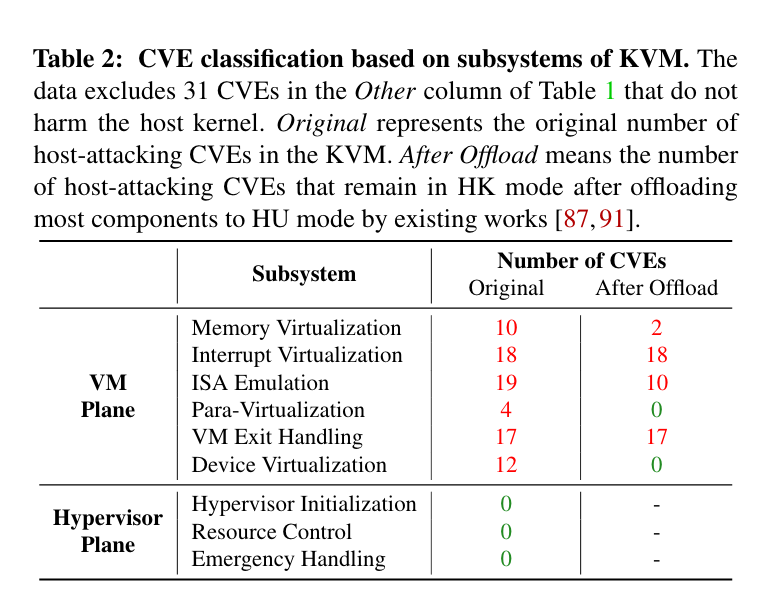 Table 2: CVE classification based on subsystems of KVM. The
data excludes 31 CVEs in the Other column of Table 1 that do not
harm the host kernel. Original represents the original number of
host-attacking CVEs in the KVM. After Offload means the number
of host-attacking CVEs that remain in HK mode after offloading
most components to HU mode by existing works [87,91].
Subsystem Number of CVEs
Original After Offload
VM Plane
Memory Virtualization 10 2
Interrupt Virtualization 18 18
ISA Emulation 19 10
Para-Virtualization 4 0
VM Exit Handling 17 17
Device Virtualization 12 0
Hypervisor Plane
Hypervisor Initialization 0 -
Resource Control 0 -
Emergency Handling 0 -